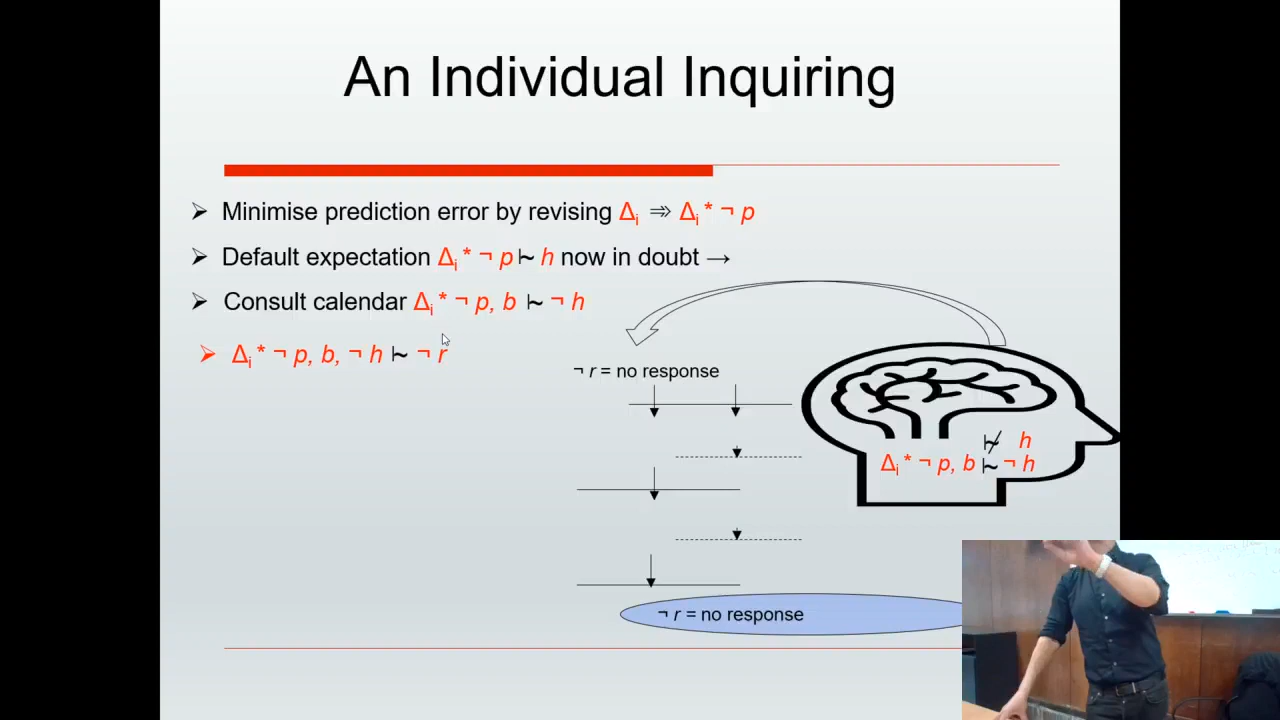 An Individual Inquiring
➢ Minimise prediction error by revising Δi ⇛ Δi * ¬ p
➢ Default expectation Δi * ¬ p |~ h now in doubt →
➢ Consult calendar Δi * ¬ p, b |~ ¬ h
➢ Δi * ¬ p, b, ¬ h |~ ¬ r
¬ r = no response
|≁ h
Δi * ¬ p, b |~ ¬ h
¬ r = no response